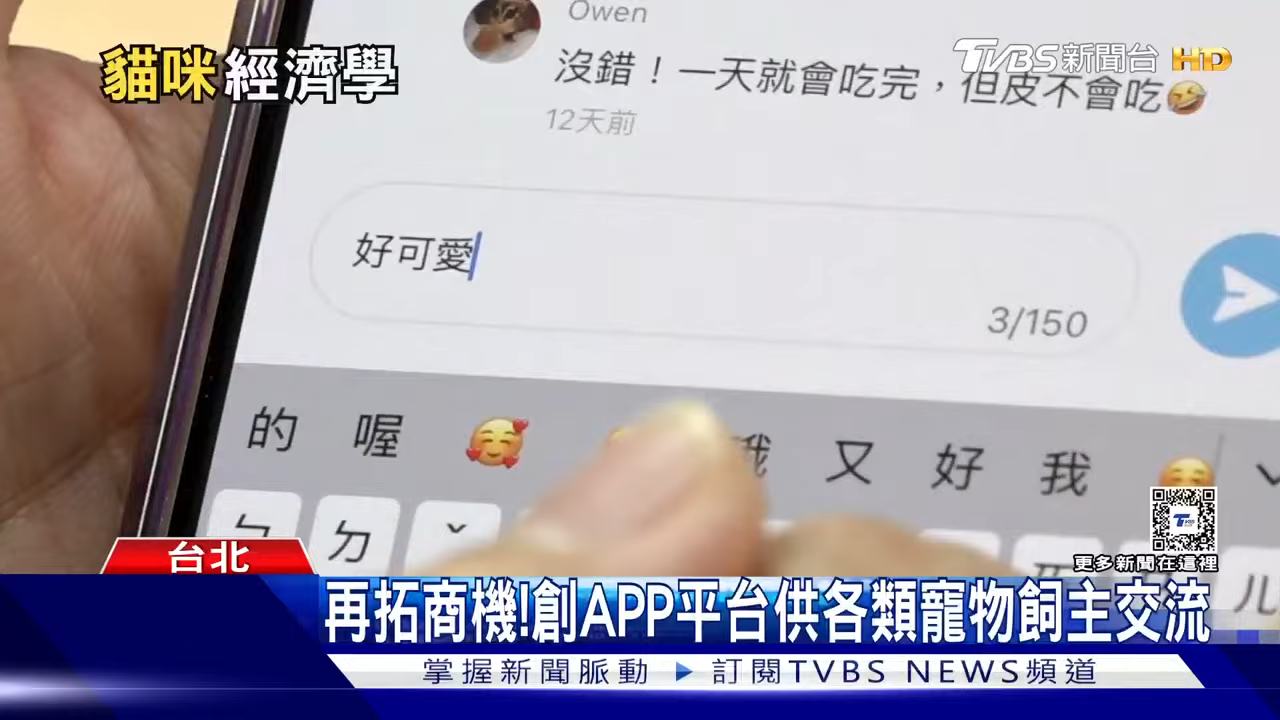 Owen
貓咪經濟學
TVBS新聞台 HD
沒錯！一天就會吃完，但皮不會吃🤣
12天前
好可愛
3/150
的 喔 🥰 又 好 我
ㄅ ㄉ ˇ ㄦ
更多新聞在這裡
台北
再拓商機!創APP平台供各類寵物飼主交流
掌握新聞脈動 ▶ 訂閱TVBS NEWS頻道